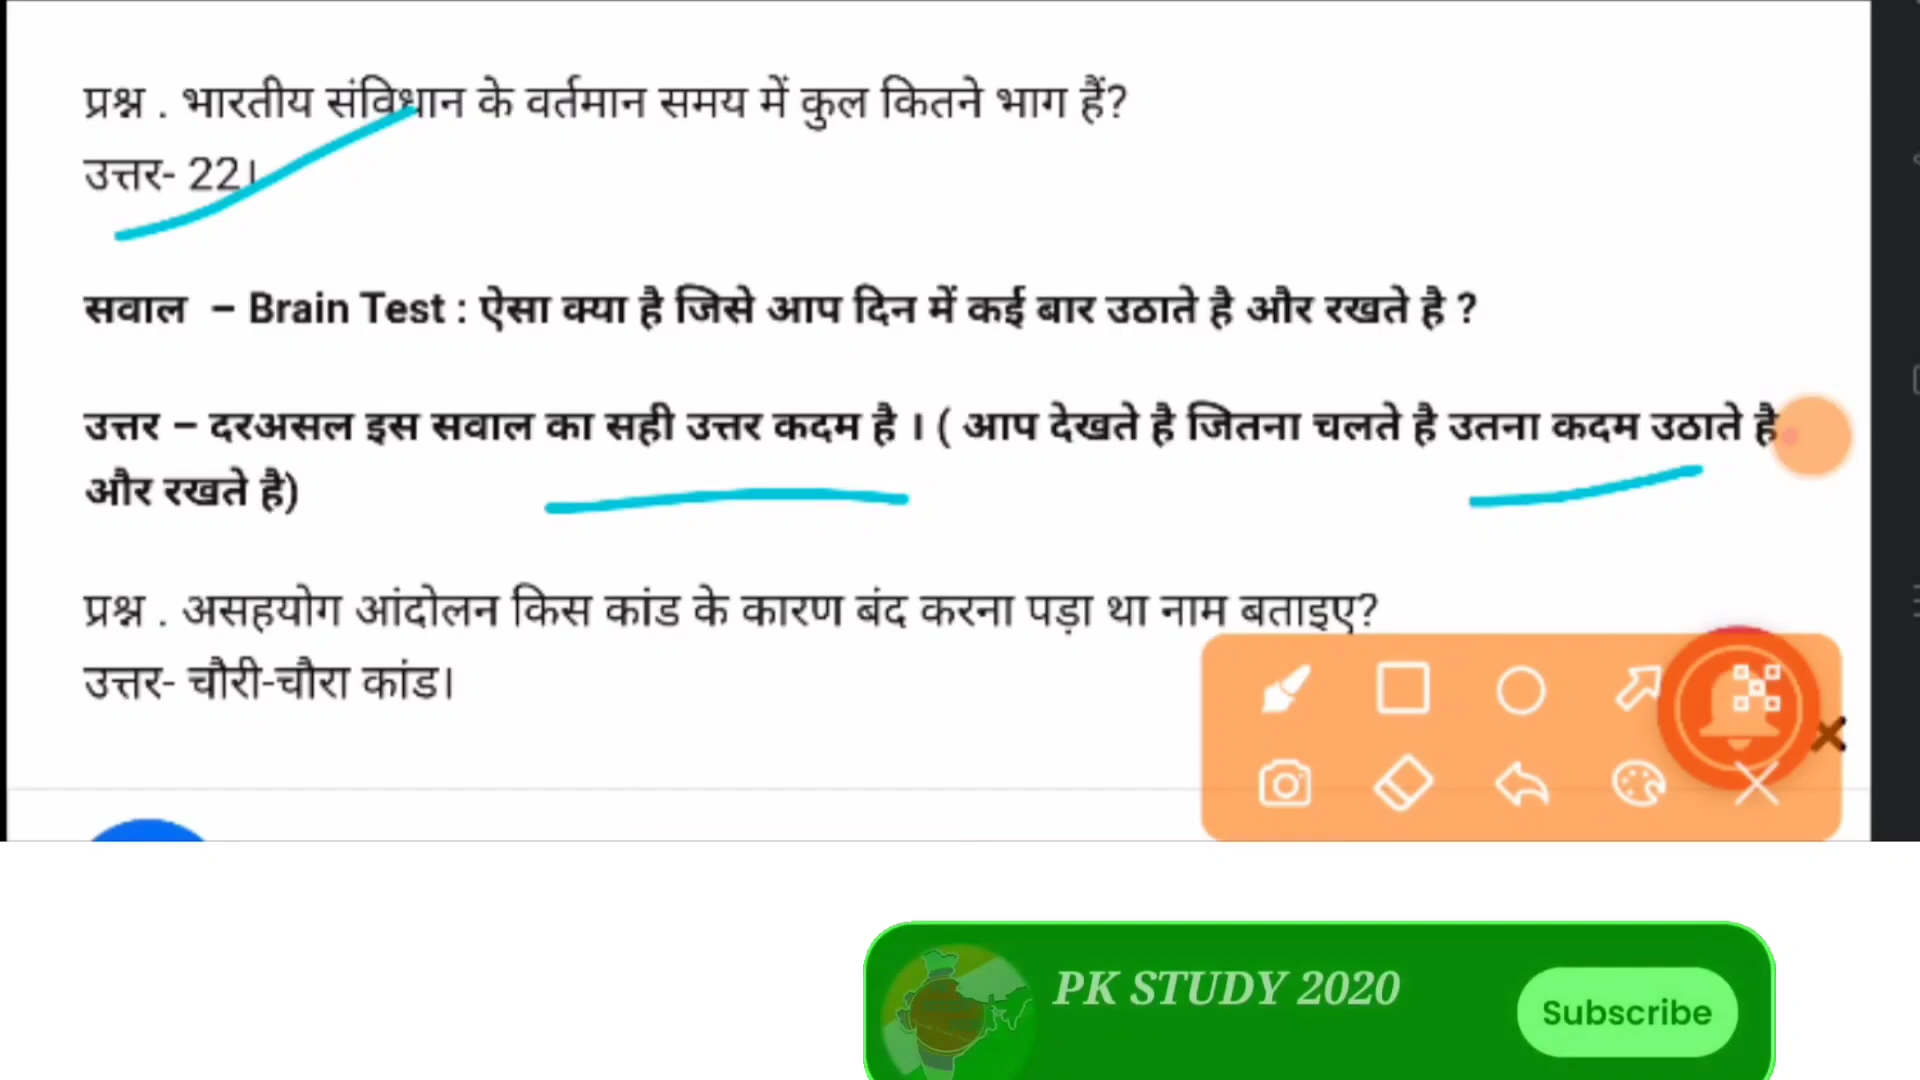 प्रश्न . भारतीय संविधान के वर्तमान समय में कुल कितने भाग हैं?
उत्तर- 22।
सवाल – Brain Test : ऐसा क्या है जिसे आप दिन में कई बार उठाते है और रखते है ?
उत्तर – दरअसल इस सवाल का सही उत्तर कदम है । ( आप देखते है जितना चलते है उतना कदम उठाते है
और रखते है)
प्रश्न . असहयोग आंदोलन किस कांड के कारण बंद करना पड़ा था नाम बताइए?
उत्तर- चौरी-चौरा कांड।
PK STUDY 2020
Subscribe